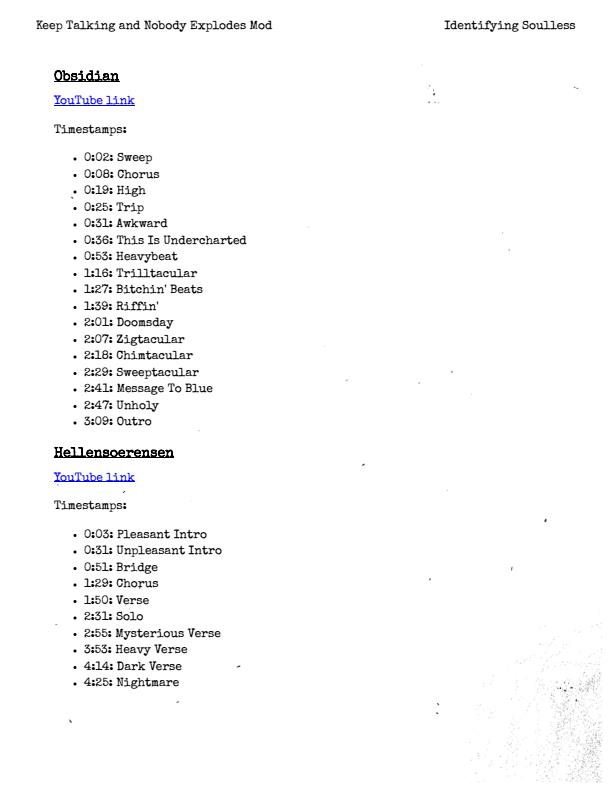 Keep Talking and Nobody Explodes Mod
Identifying Soulless
Obsidian
YouTube link
Timestamps:
• 0:02: Sweep
• 0:08: Chorus
• 0:19: High
• 0:25: Trip
• 0:31: Awkward
• 0:36: This Is Undercharted
• 0:53: Heavybeat
• 1:16: Trilltacular
• 1:27: Bitchin' Beats
• 1:39: Riffin'
• 2:01: Doomsday
• 2:07: Zigtacular
• 2:18: Chimtacular
• 2:29: Sweeptacular
• 2:41: Message To Blue
• 2:47: Unholy
• 3:09: Outro
Hellensoerensen
YouTube link
Timestamps:
• 0:03: Pleasant Intro
• 0:31: Unpleasant Intro
• 0:51: Bridge
• 1:29: Chorus
• 1:50: Verse
• 2:31: Solo
• 2:55: Mysterious Verse
• 3:53: Heavy Verse
• 4:14: Dark Verse
• 4:25: Nightmare